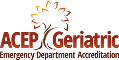 ACEP Geriatric
Emergency Department Accreditation